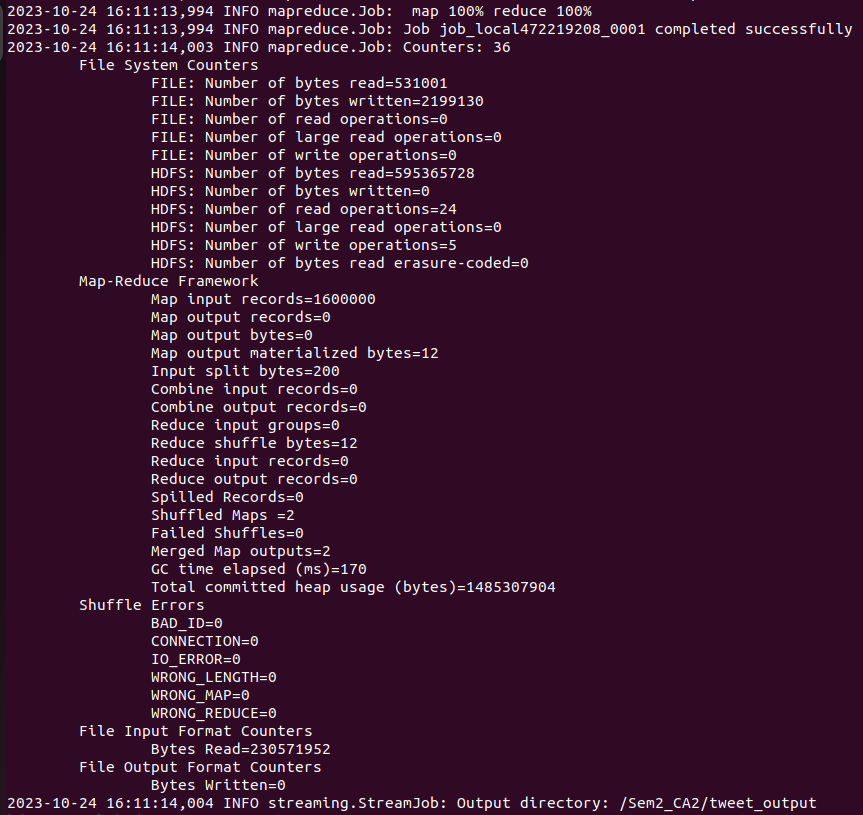 2023-10-24 16:11:13,994 INFO mapreduce.Job:  map 100% reduce 100%
2023-10-24 16:11:13,994 INFO mapreduce.Job: Job job_local472219208_0001 completed successfully
2023-10-24 16:11:14,003 INFO mapreduce.Job: Counters: 36
File System Counters
FILE: Number of bytes read=531001
FILE: Number of bytes written=2199130
FILE: Number of read operations=0
FILE: Number of large read operations=0
FILE: Number of write operations=0
HDFS: Number of bytes read=595365728
HDFS: Number of bytes written=0
HDFS: Number of read operations=24
HDFS: Number of large read operations=0
HDFS: Number of write operations=5
HDFS: Number of bytes read erasure-coded=0
Map-Reduce Framework
Map input records=1600000
Map output records=0
Map output bytes=0
Map output materialized bytes=12
Input split bytes=200
Combine input records=0
Combine output records=0
Reduce input groups=0
Reduce shuffle bytes=12
Reduce input records=0
Reduce output records=0
Spilled Records=0
Shuffled Maps =2
Failed Shuffles=0
Merged Map outputs=2
GC time elapsed (ms)=170
Total committed heap usage (bytes)=1485307904
Shuffle Errors
BAD_ID=0
CONNECTION=0
IO_ERROR=0
WRONG_LENGTH=0
WRONG_MAP=0
WRONG_REDUCE=0
File Input Format Counters
Bytes Read=230571952
File Output Format Counters
Bytes Written=0
2023-10-24 16:11:14,004 INFO streaming.StreamJob: Output directory: /Sem2_CA2/tweet_output